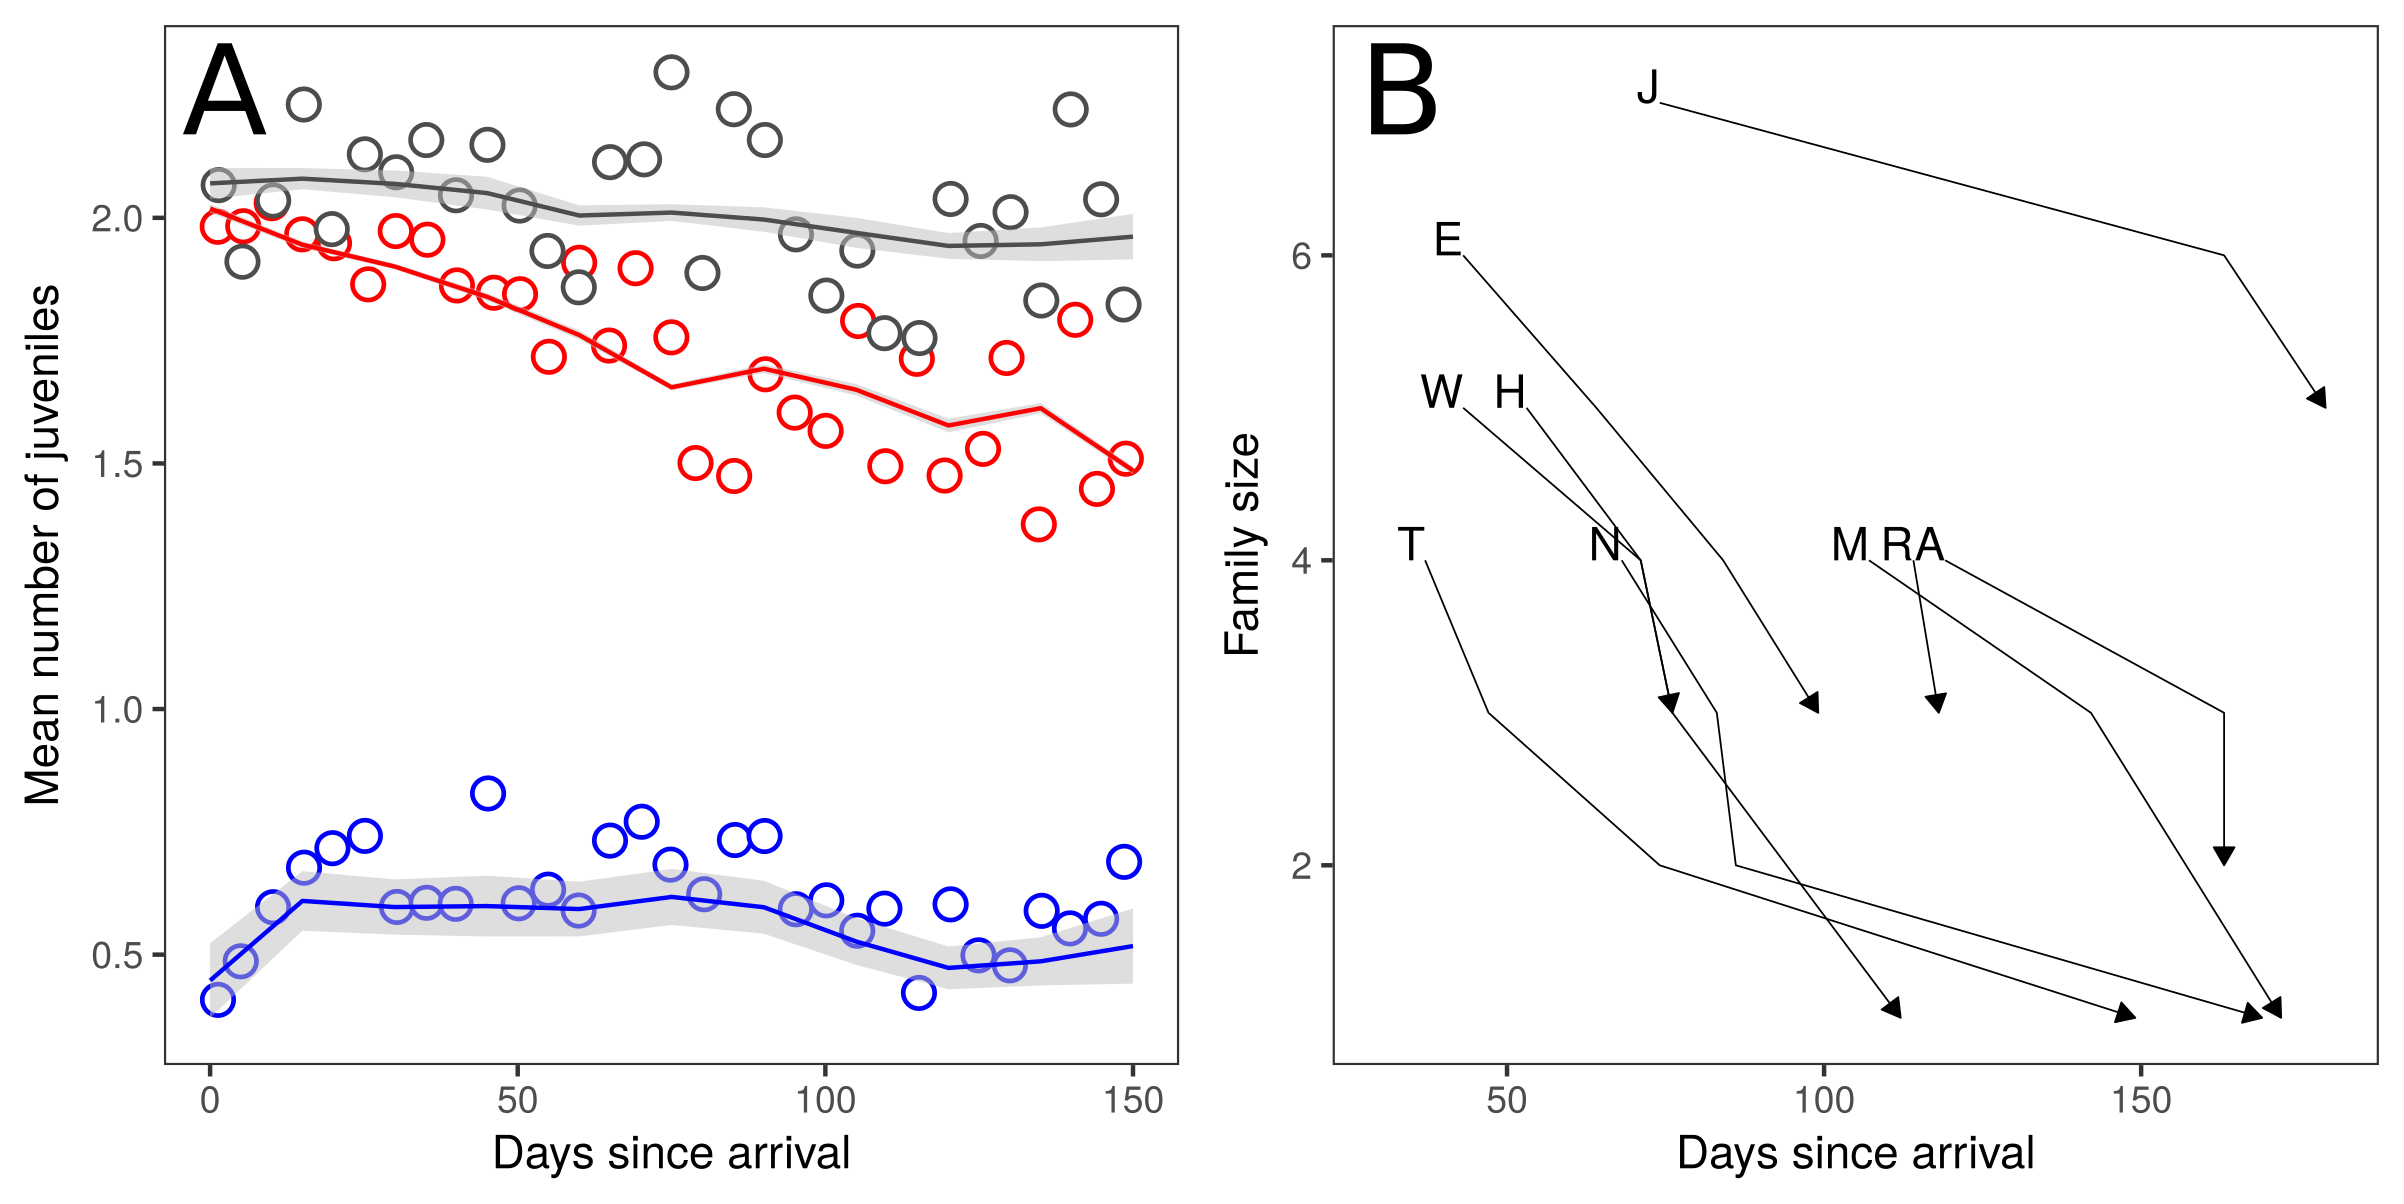 A
Mean number of juveniles
2.0
1.5
1.0
0.5
0 50 100 150
Days since arrival
B
Family size
6
4
2
J
E
W H
T N M R A
50 100 150
Days since arrival